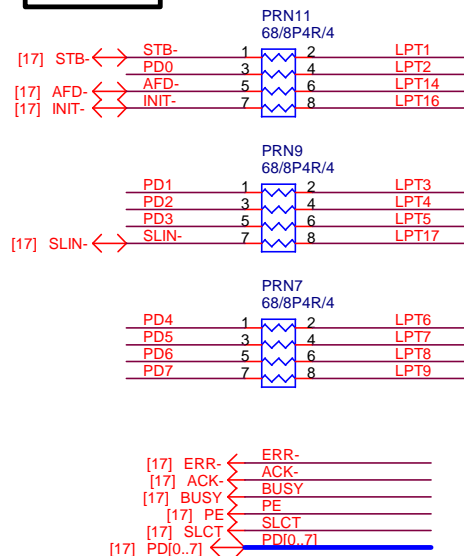 PRN11
68/8P4R/4
[17] STB- STB- 1 2 LPT1
PD0 3 4 LPT2
[17] AFD- AFD- 5 6 LPT14
[17] INIT- INIT- 7 8 LPT16
PRN9
68/8P4R/4
PD1 1 2 LPT3
PD2 3 4 LPT4
PD3 5 6 LPT5
[17] SLIN- SLIN- 7 8 LPT17
PRN7
68/8P4R/4
PD4 1 2 LPT6
PD5 3 4 LPT7
PD6 5 6 LPT8
PD7 7 8 LPT9
[17] ERR- ERR-
[17] ACK- ACK-
[17] BUSY BUSY
[17] PE PE
[17] SLCT SLCT
[17] PD[0..7] PD[0..7]